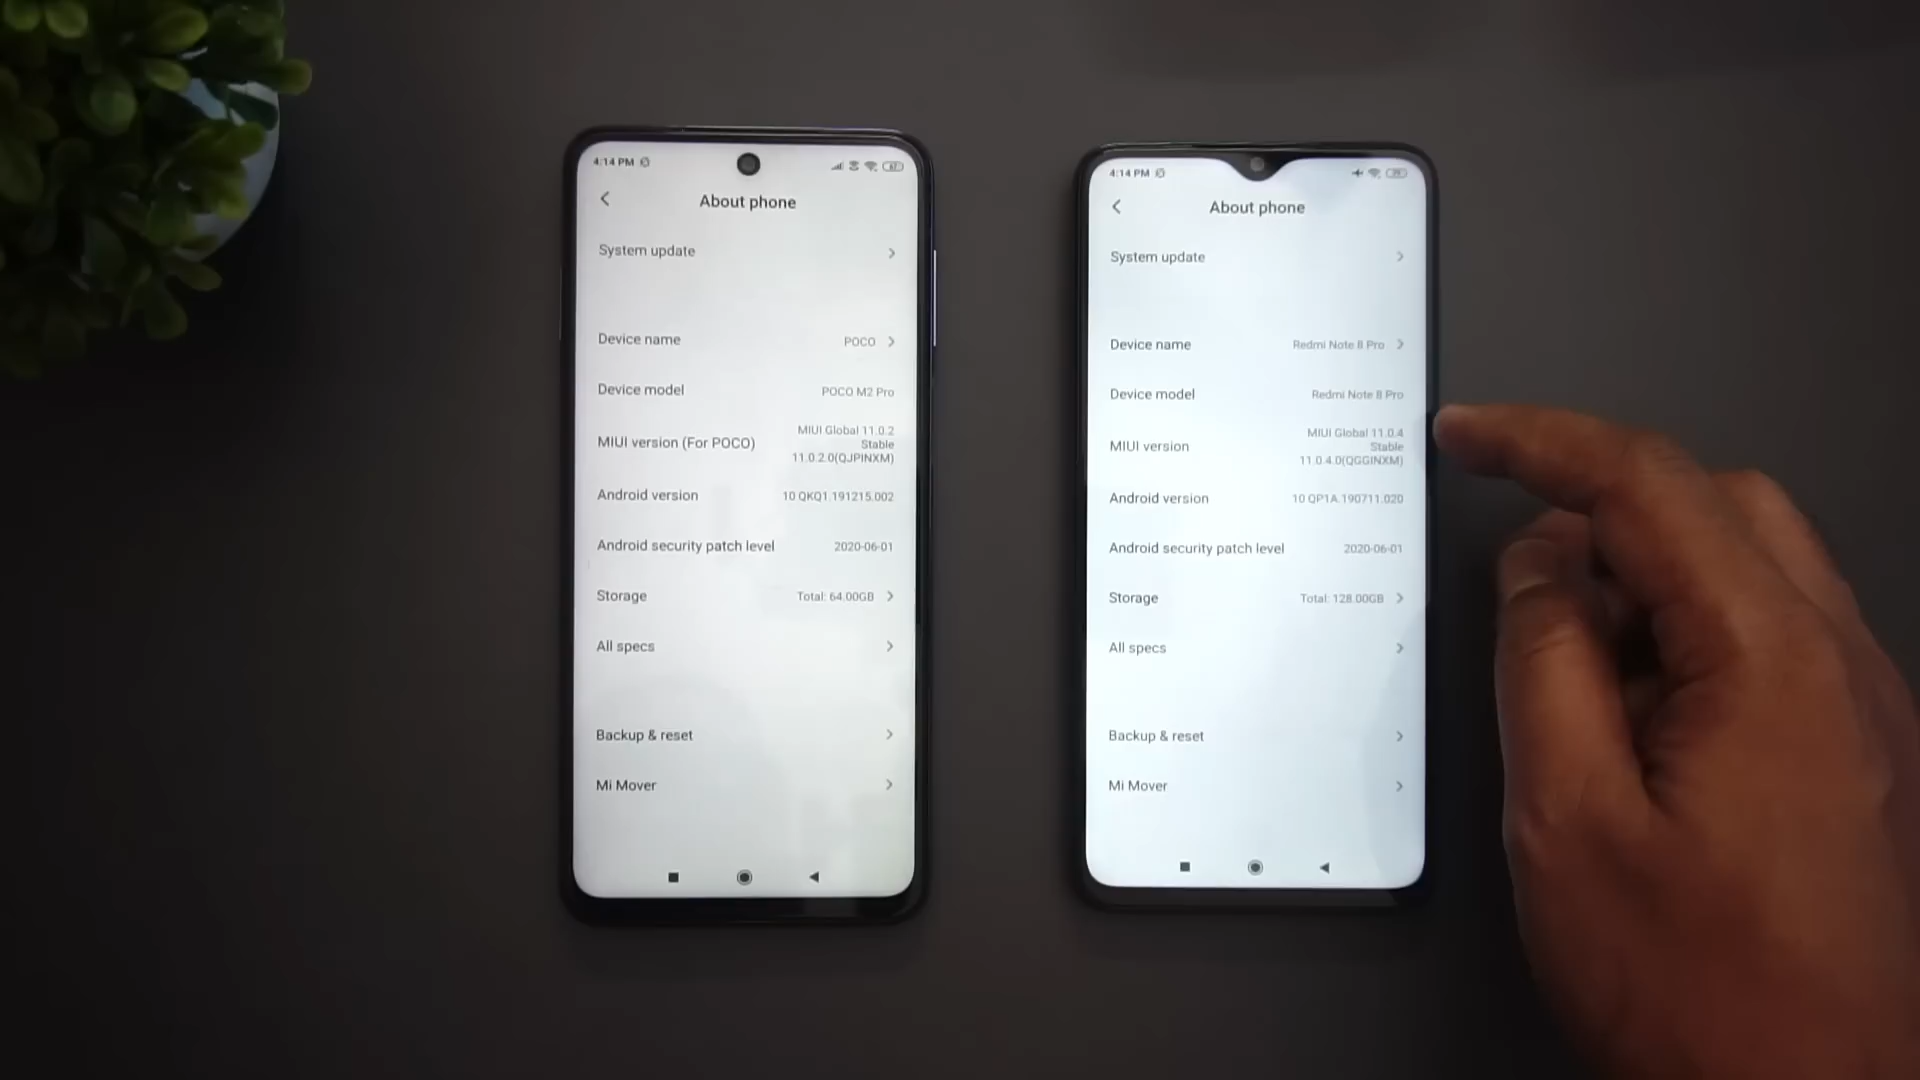 4:14 PM
About phone
System update
Device name
POCO
Device model
POCO M2 Pro
MIUI version (For POCO)
MIUI Global 11.0.2
Stable
11.0.2.0(QJPINXM)
Android version
10 QKQ1.191215.002
Android security patch level
2020-06-01
Storage
Total: 64.00GB
All specs
Backup & reset
Mi Mover
4:14 PM
About phone
System update
Device name
Redmi Note 8 Pro
Device model
Redmi Note 8 Pro
MIUI version
MIUI Global 11.0.4
Stable
11.0.4.0(QGGINXM)
Android version
10 QP1A.190711.020
Android security patch level
2020-06-01
Storage
Total: 128.00GB
All specs
Backup & reset
Mi Mover